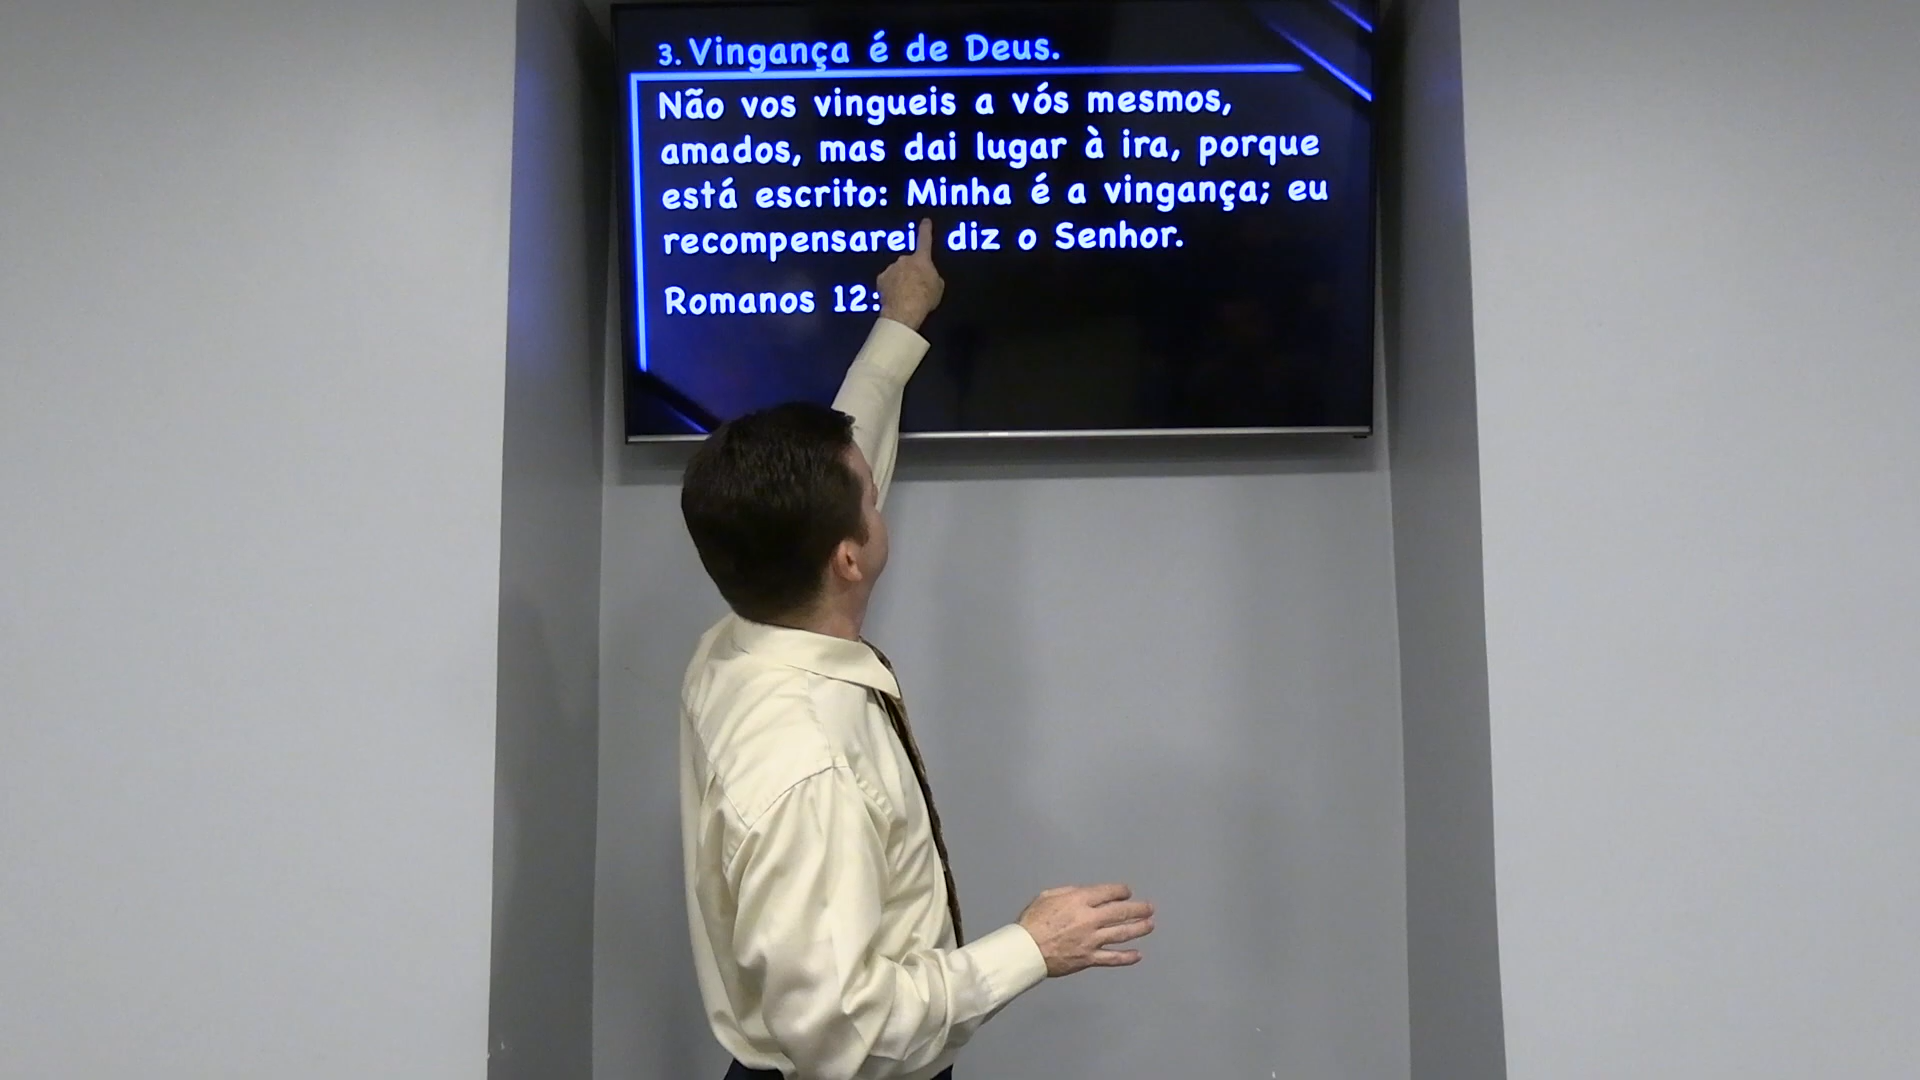 3. Vingança é de Deus.
Não vos vingueis a vós mesmos,
amados, mas dai lugar à ira, porque
está escrito: Minha é a vingança; eu
recompensarei diz o Senhor.
Romanos 12: